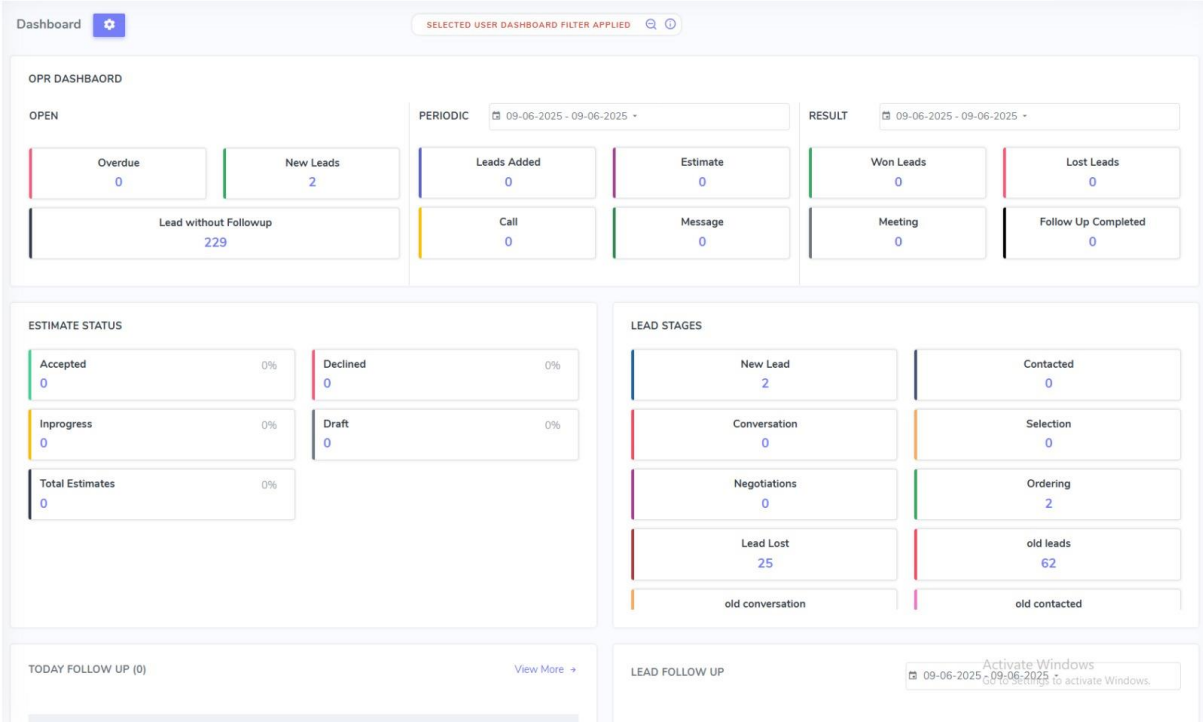 Dashboard
SELECTED USER DASHBOARD FILTER APPLIED
OPR DASHBAORD
OPEN
Overdue
0
New Leads
2
Lead without Followup
229
PERIODIC
09-06-2025 - 09-06-2025
Leads Added
0
Estimate
0
Call
0
Message
0
RESULT
09-06-2025 - 09-06-2025
Won Leads
0
Lost Leads
0
Meeting
0
Follow Up Completed
0
ESTIMATE STATUS
Accepted 0%
0
Declined 0%
0
Inprogress 0%
0
Draft 0%
0
Total Estimates 0%
0
LEAD STAGES
New Lead
2
Contacted
0
Conversation
0
Selection
0
Negotiations
0
Ordering
2
Lead Lost
25
old leads
62
old conversation
old contacted
TODAY FOLLOW UP (0)
View More
LEAD FOLLOW UP
09-06-2025 - 09-06-2025
Activate Windows
Go to Settings to activate Windows.